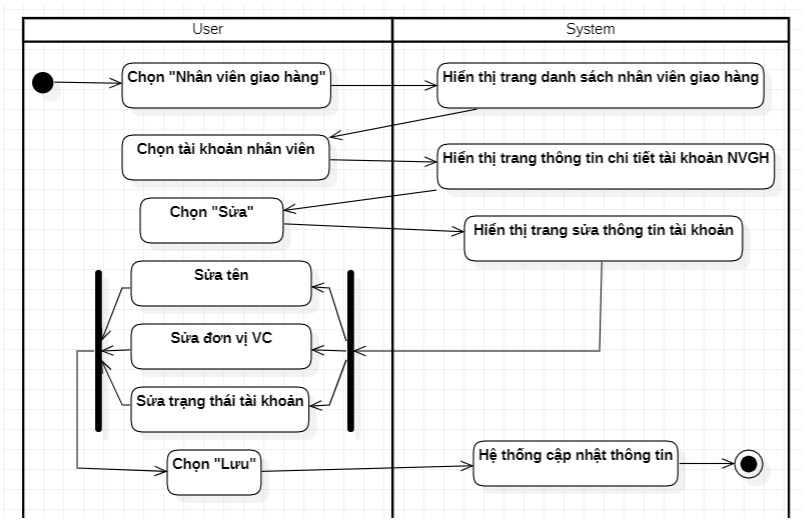 User
System
Chọn "Nhân viên giao hàng"
Hiển thị trang danh sách nhân viên giao hàng
Chọn tài khoản nhân viên
Hiển thị trang thông tin chi tiết tài khoản NVGH
Chọn "Sửa"
Hiển thị trang sửa thông tin tài khoản
Sửa tên
Sửa đơn vị VC
Sửa trạng thái tài khoản
Chọn "Lưu"
Hệ thống cập nhật thông tin